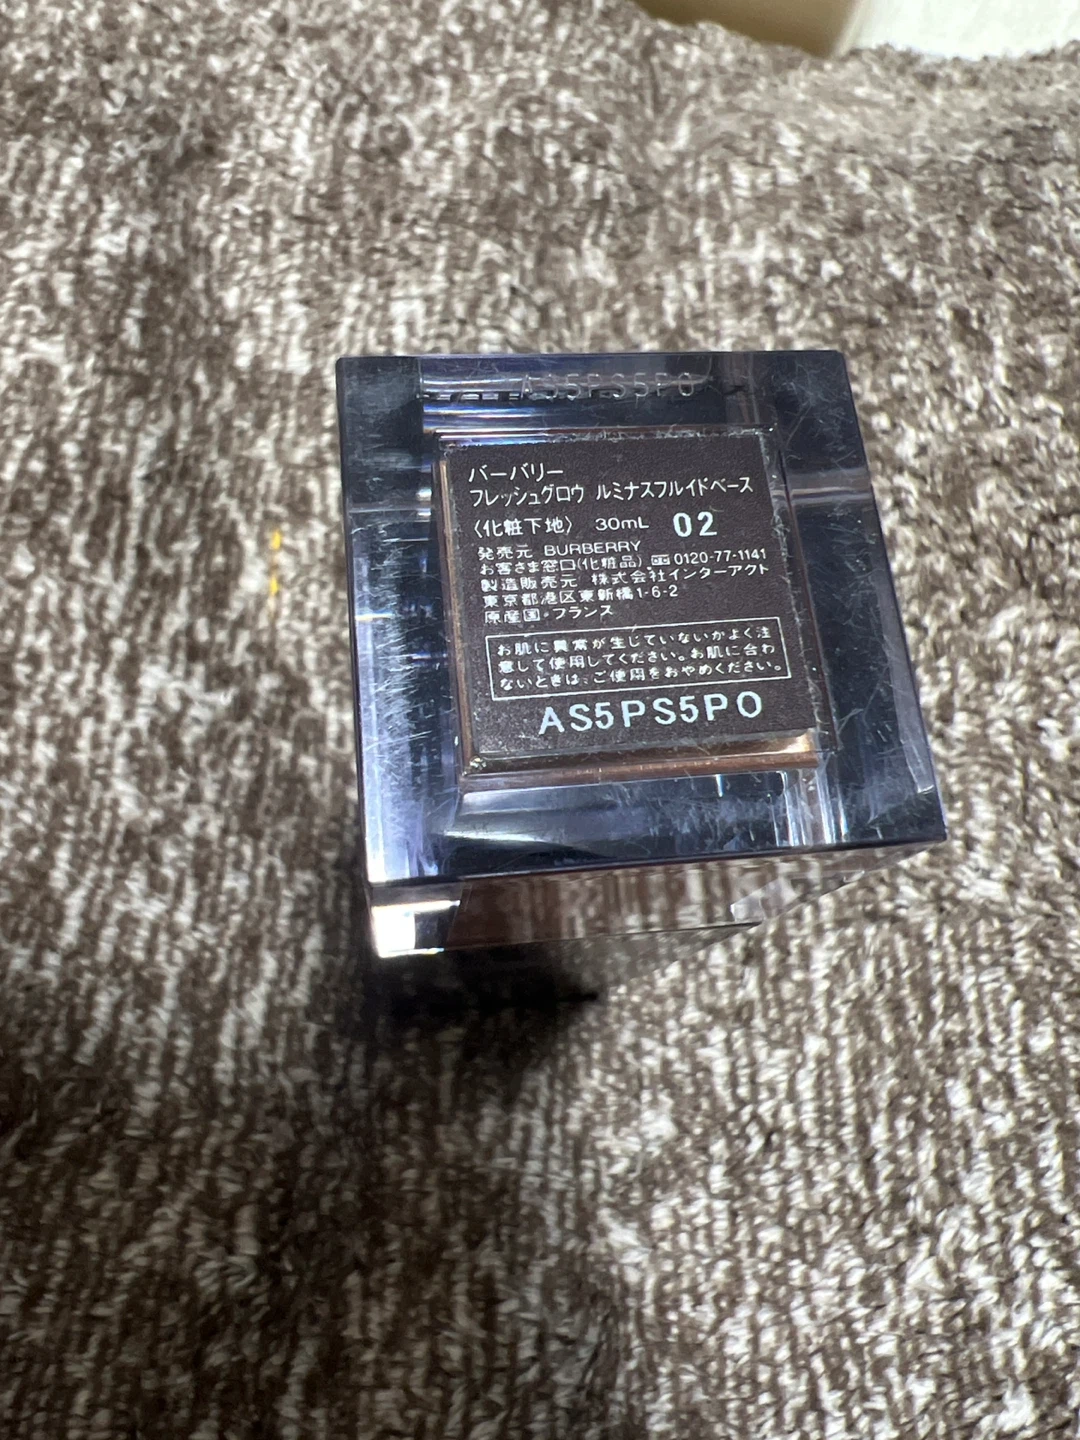 AS5PS5PO
バーバリー
フレッシュグロウ ルミナスフルイドベース
〈化粧下地〉 30mL 02
発売元 BURBERRY
お客さま窓口(化粧品) 0120-77-1141
製造販売元 株式会社インターアクト
東京都港区東新橋1-6-2
原産国・フランス
お肌に異常が生じていないかよく注
意して使用してください。お肌に合わ
ないときは、ご使用をおやめください。
AS5PS5PO